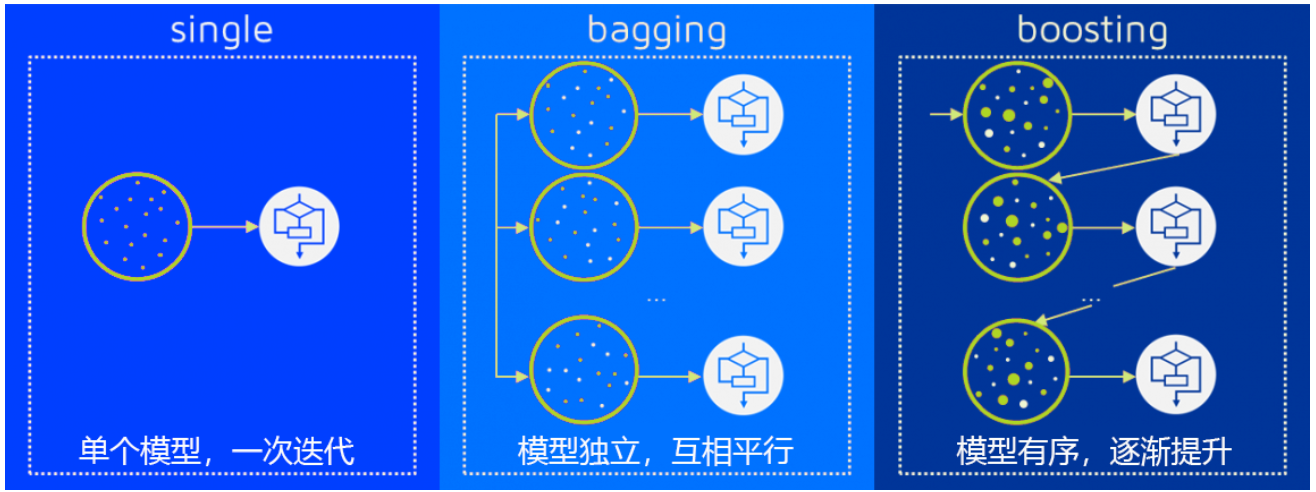 single
bagging
boosting
...
...
单个模型，一次迭代
模型独立，互相平行
模型有序，逐渐提升